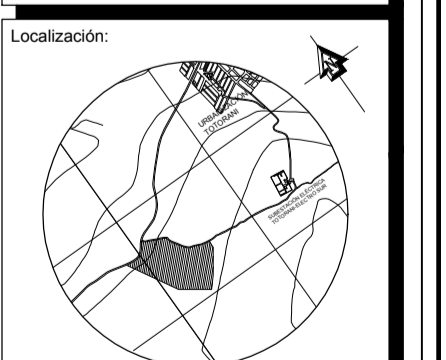 Localización:
URBANIZACIÓN
TOTORANI
SUBESTACIÓN ELÉCTRICA
TOTORANI-ELECTRO SUR